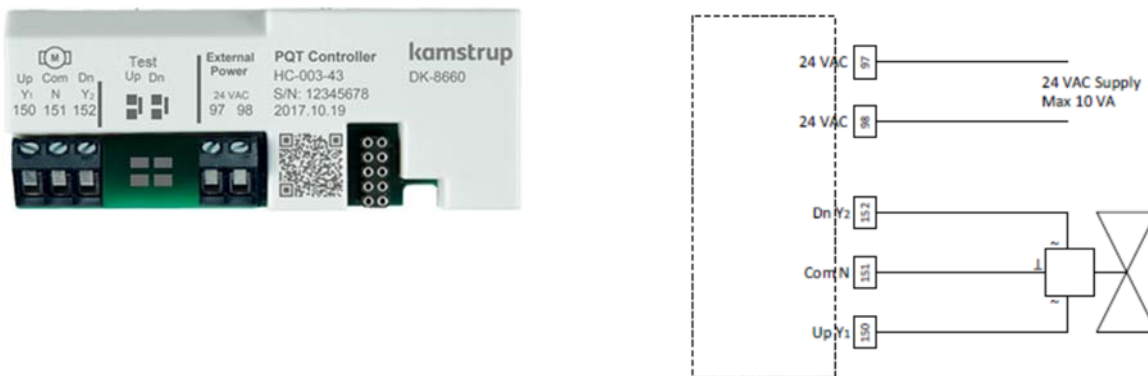 Up Com Dn
Y₁ N Y₂
150 151 152
M
Test
Up Dn
External
Power
24 VAC
97 98
PQT Controller
HC-003-43
S/N: 12345678
2017.10.19
kamstrup
DK-8660
24 VAC 97
24 VAC 98
24 VAC Supply
Max 10 VA
Dn Y₂ 152
Com N 151
Up Y₁ 150